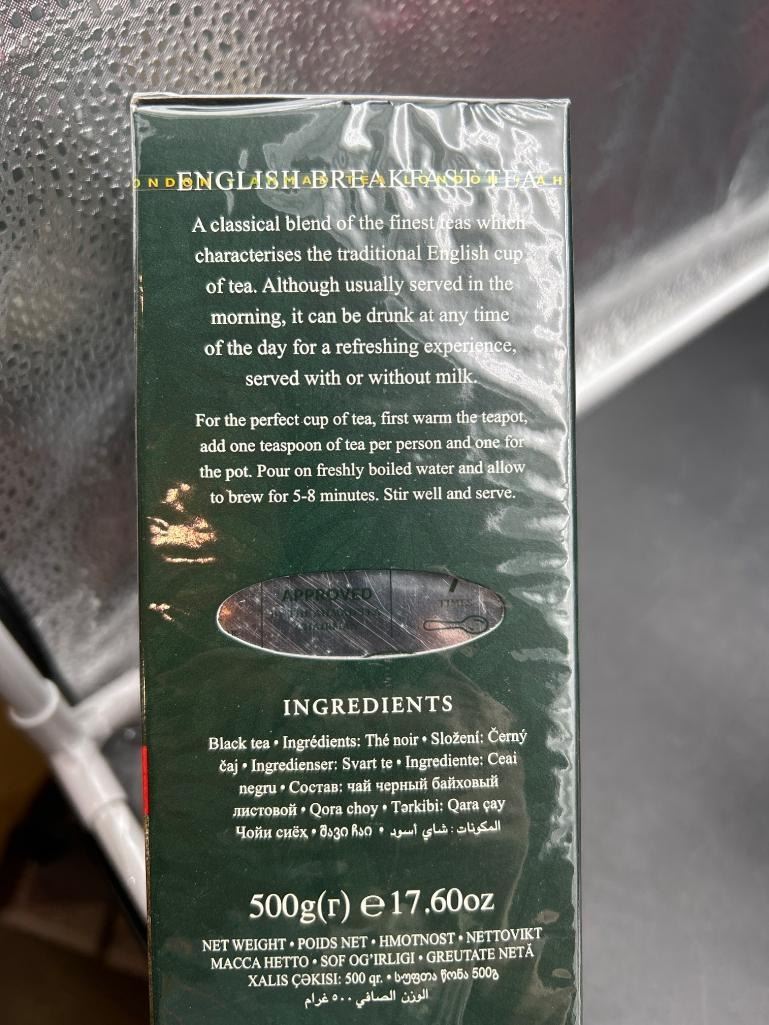 ENGLISH BREAKFAST TEA
A classical blend of the finest teas which
characterises the traditional English cup
of tea. Although usually served in the
morning, it can be drunk at any time
of the day for a refreshing experience,
served with or without milk.
For the perfect cup of tea, first warm the teapot,
add one teaspoon of tea per person and one for
the pot. Pour on freshly boiled water and allow
to brew for 5-8 minutes. Stir well and serve.
APPROVED
INGREDIENTS
Black tea • Ingrédients: Thé noir • Složení: Černý
čaj • Ingredienser: Svart te • Ingrediente: Ceai
negru • Состав: чай черный байховый
листовой • Qora choy • Tərkibi: Qara çay
Чойи сиёҳ • შავი ჩაი • المكونات : شاي أسود
500g(г) ℮ 17.60oz
NET WEIGHT • POIDS NET • HMOTNOST • NETTOVIKT
МАССА НЕТТО • SOF OG'IRLIGI • GREUTATE NETĂ
XALIS ÇƏKISI: 500 qr. • სუფთა წონა 500გ
الوزن الصافي ٥٠٠ غرام